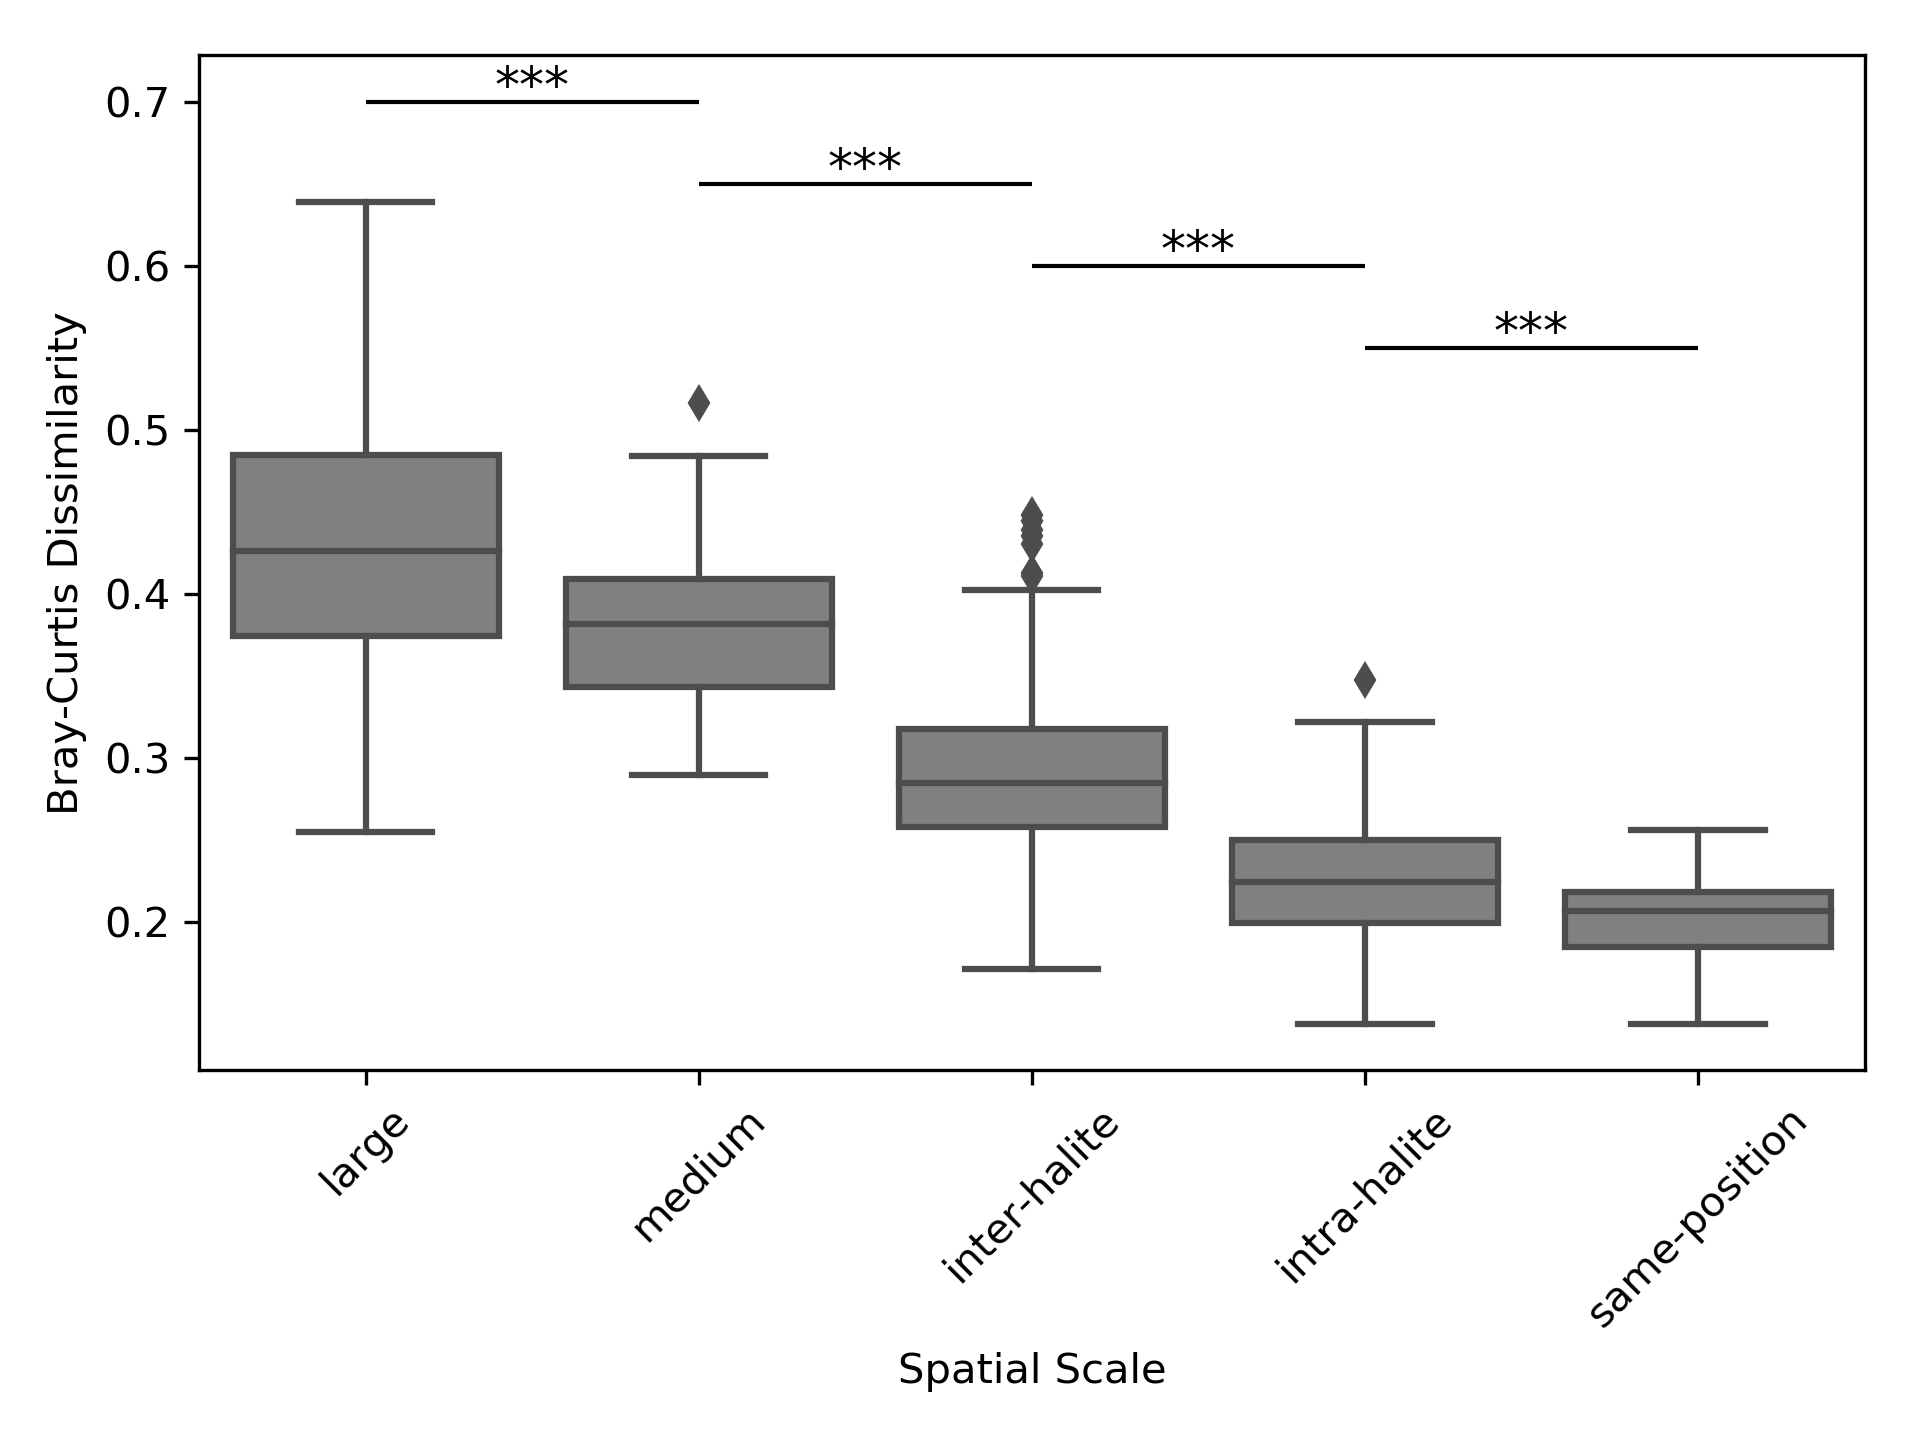 0.7
0.6
0.5
0.4
0.3
0.2
Bray-Curtis Dissimilarity
***
***
***
***
large
medium
inter-halite
intra-halite
same-position
Spatial Scale